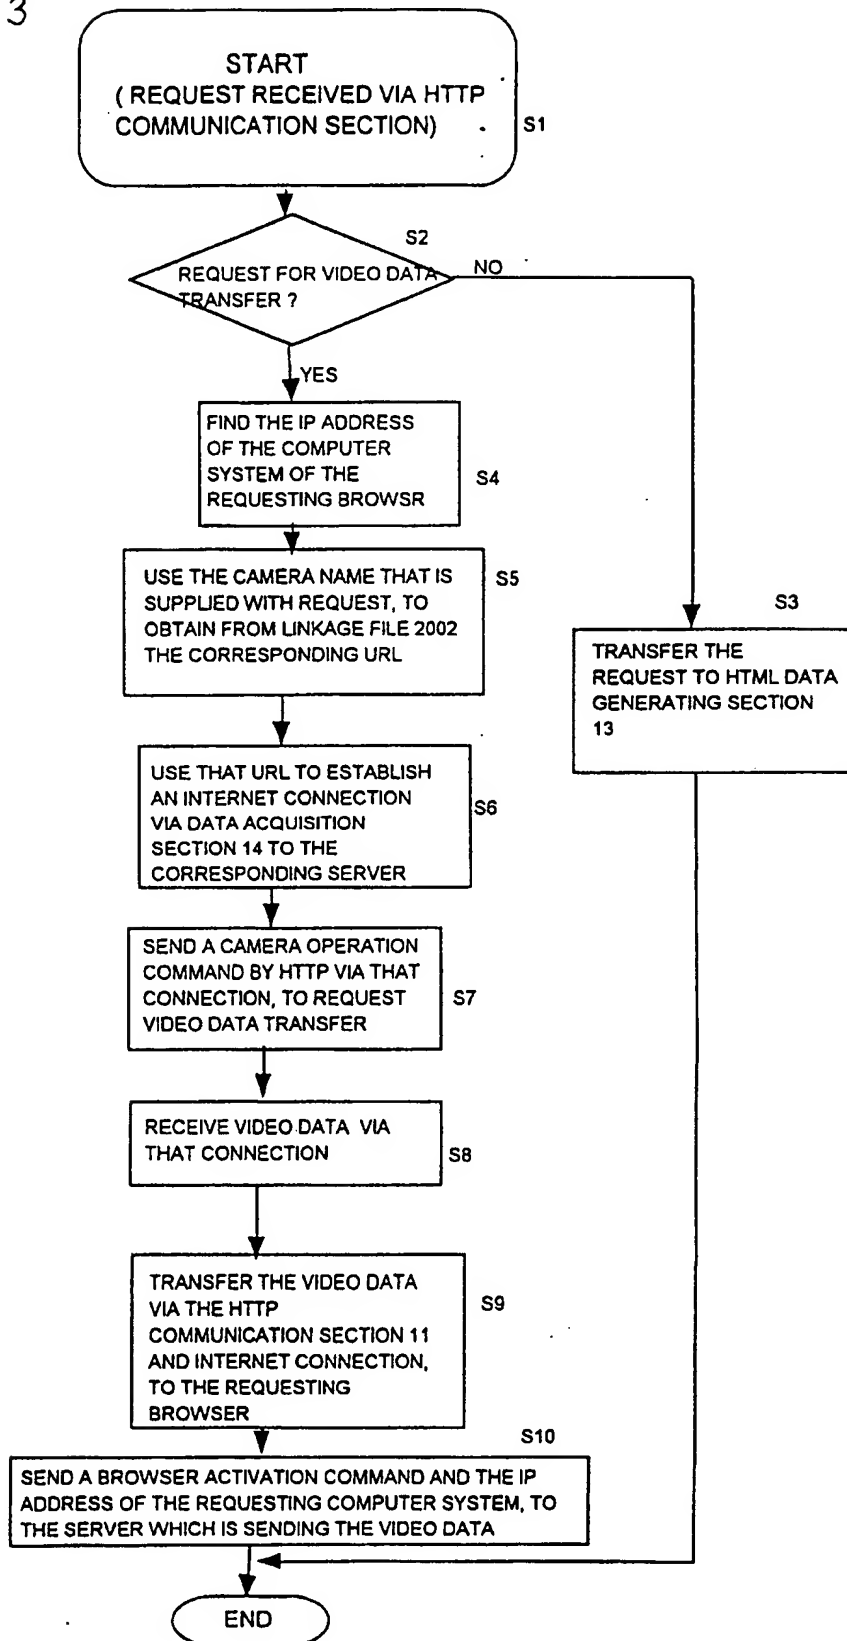 3
START
( REQUEST RECEIVED VIA HTTP
COMMUNICATION SECTION)
S1
S2
REQUEST FOR VIDEO DATA
TRANSFER ?
NO
YES
FIND THE IP ADDRESS
OF THE COMPUTER
SYSTEM OF THE
REQUESTING BROWSR
S4
USE THE CAMERA NAME THAT IS
SUPPLIED WITH REQUEST, TO
OBTAIN FROM LINKAGE FILE 2002
THE CORRESPONDING URL
S5
S3
TRANSFER THE
REQUEST TO HTML DATA
GENERATING SECTION
13
USE THAT URL TO ESTABLISH
AN INTERNET CONNECTION
VIA DATA ACQUISITION
SECTION 14 TO THE
CORRESPONDING SERVER
S6
SEND A CAMERA OPERATION
COMMAND BY HTTP VIA THAT
CONNECTION, TO REQUEST
VIDEO DATA TRANSFER
S7
RECEIVE VIDEO DATA VIA
THAT CONNECTION
S8
TRANSFER THE VIDEO DATA
VIA THE HTTP
COMMUNICATION SECTION 11
AND INTERNET CONNECTION,
TO THE REQUESTING
BROWSER
S9
S10
SEND A BROWSER ACTIVATION COMMAND AND THE IP
ADDRESS OF THE REQUESTING COMPUTER SYSTEM, TO
THE SERVER WHICH IS SENDING THE VIDEO DATA
END